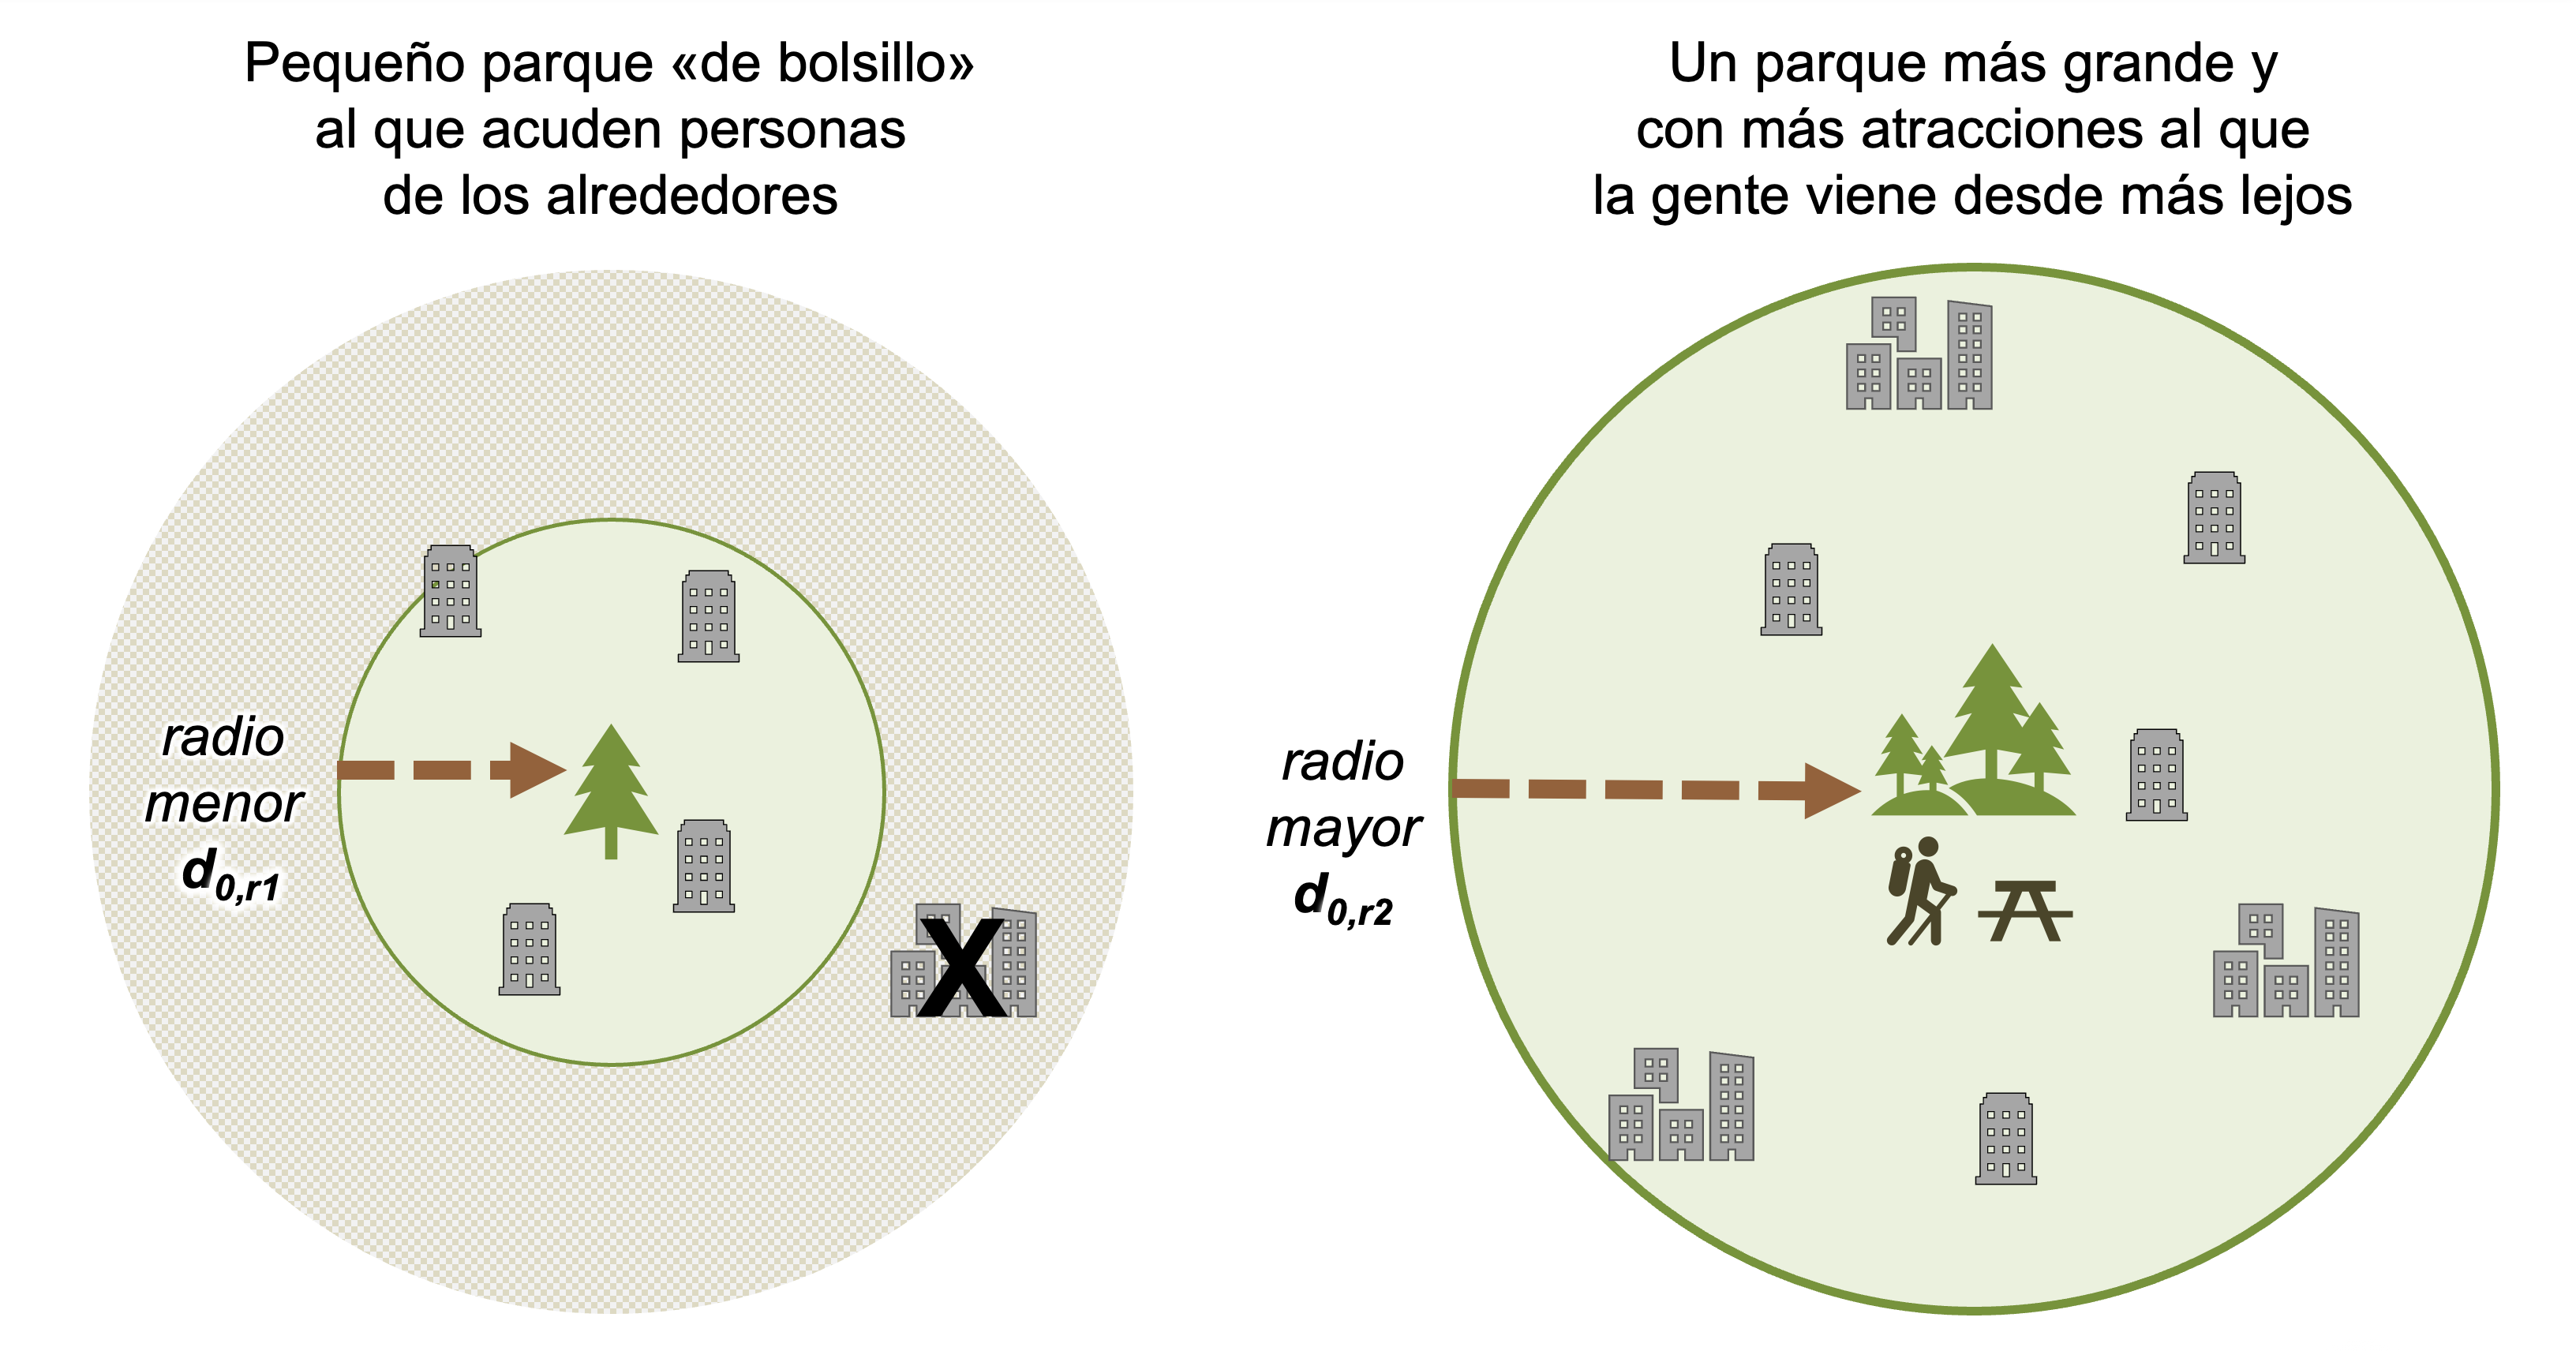 Pequeño parque «de bolsillo»
al que acuden personas
de los alrededores
Un parque más grande y
con más atracciones al que
la gente viene desde más lejos
radio
menor
d0,r1
X
radio
mayor
d0,r2